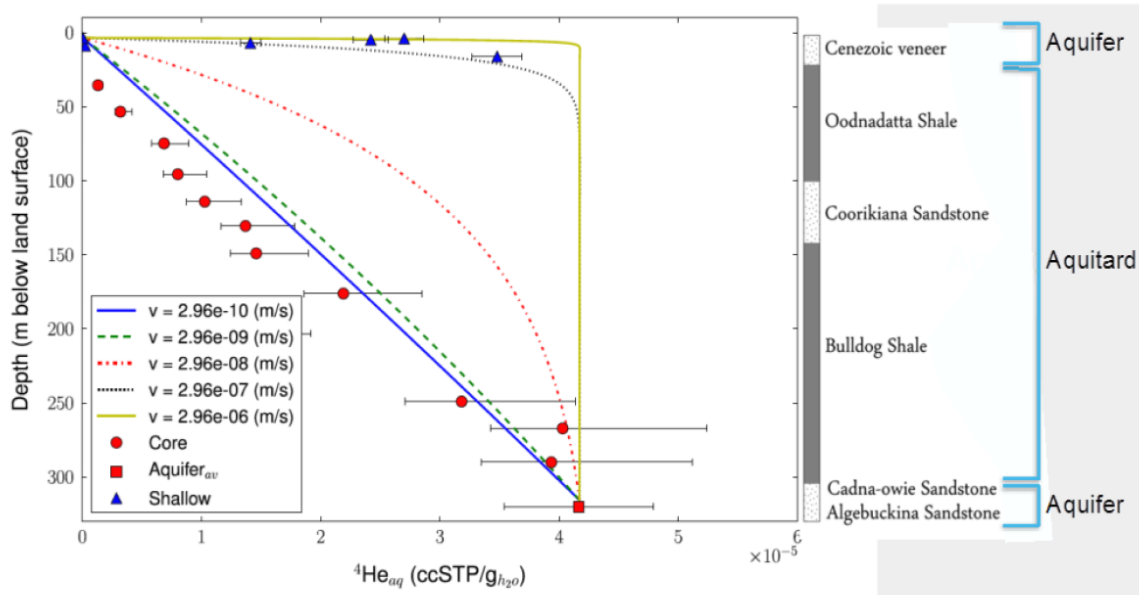 0
50
100
150
200
250
300
Depth (m below land surface)
v = 2.96e-10 (m/s)
v = 2.96e-09 (m/s)
v = 2.96e-08 (m/s)
v = 2.96e-07 (m/s)
v = 2.96e-06 (m/s)
Core
Aquifer_av
Shallow
0 1 2 3 4 5 6
×10⁻⁵
⁴He_aq (ccSTP/g_h₂o)
Cenezoic veneer
Oodnadatta Shale
Coorikiana Sandstone
Bulldog Shale
Cadna-owie Sandstone
Algebuckina Sandstone
Aquifer
Aquitard
Aquifer